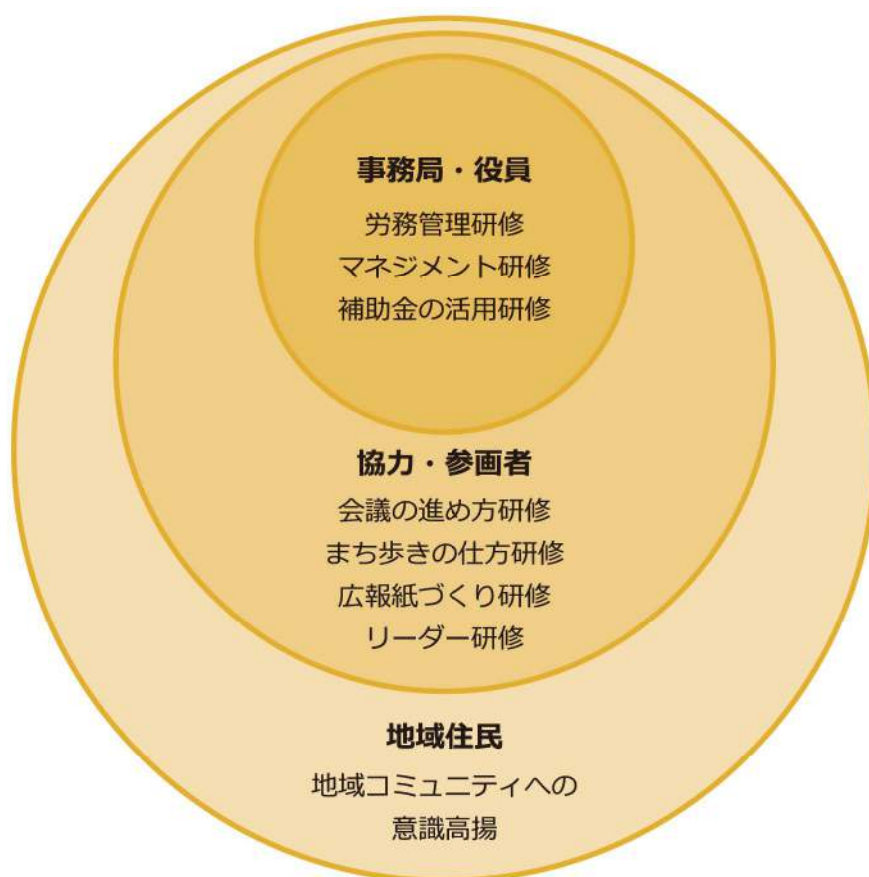 事務局・役員
労務管理研修
マネジメント研修
補助金の活用研修
協力・参画者
会議の進め方研修
まち歩きの仕方研修
広報紙づくり研修
リーダー研修
地域住民
地域コミュニティへの
意識高揚